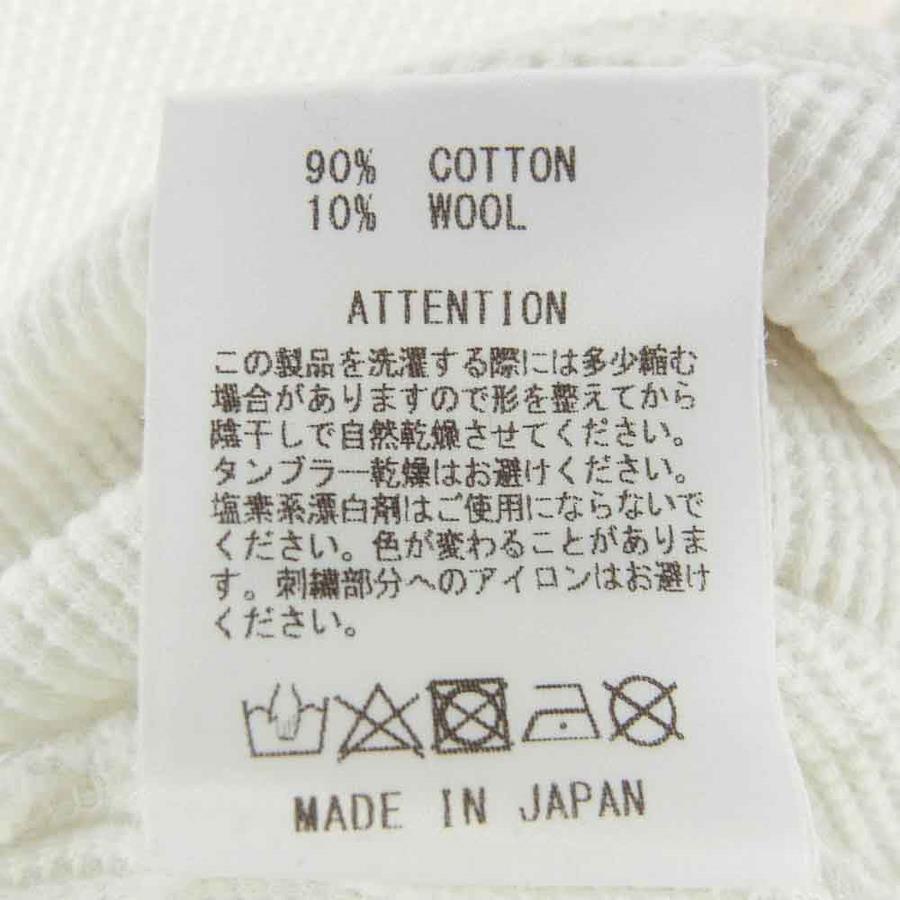 90% COTTON
10% WOOL
ATTENTION
この製品を洗濯する際には多少縮む
場合がありますので形を整えてから
陰干しで自然乾燥させてください。
タンブラー乾燥はお避けください。
塩素系漂白剤はご使用にならないで
ください。色が変わることがありま
す。刺繍部分へのアイロンはお避け
ください。
MADE IN JAPAN